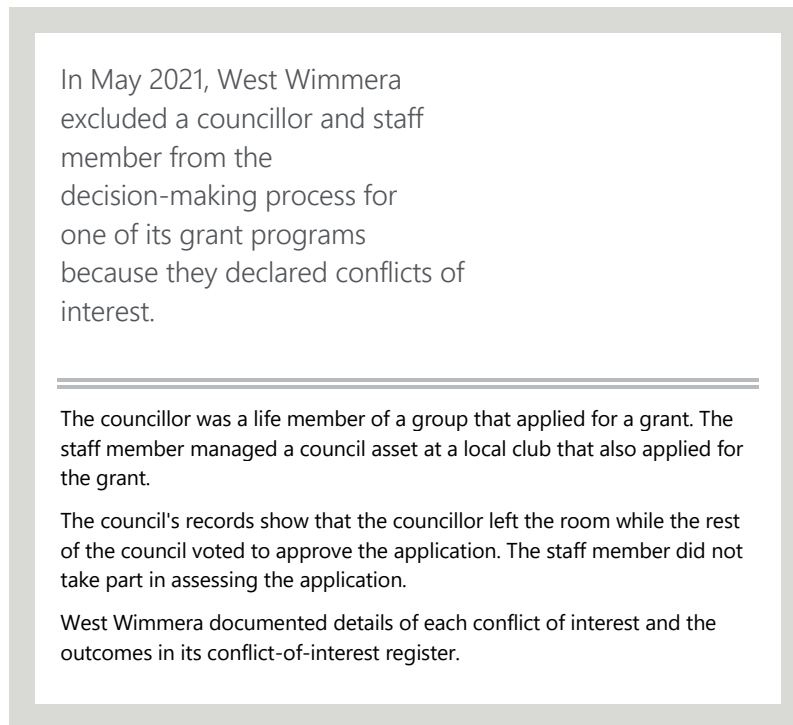 In May 2021, West Wimmera
excluded a councillor and staff
member from the
decision-making process for
one of its grant programs
because they declared conflicts of
interest.
The councillor was a life member of a group that applied for a grant. The
staff member managed a council asset at a local club that also applied for
the grant.
The council's records show that the councillor left the room while the rest
of the council voted to approve the application. The staff member did not
take part in assessing the application.
West Wimmera documented details of each conflict of interest and the
outcomes in its conflict-of-interest register.